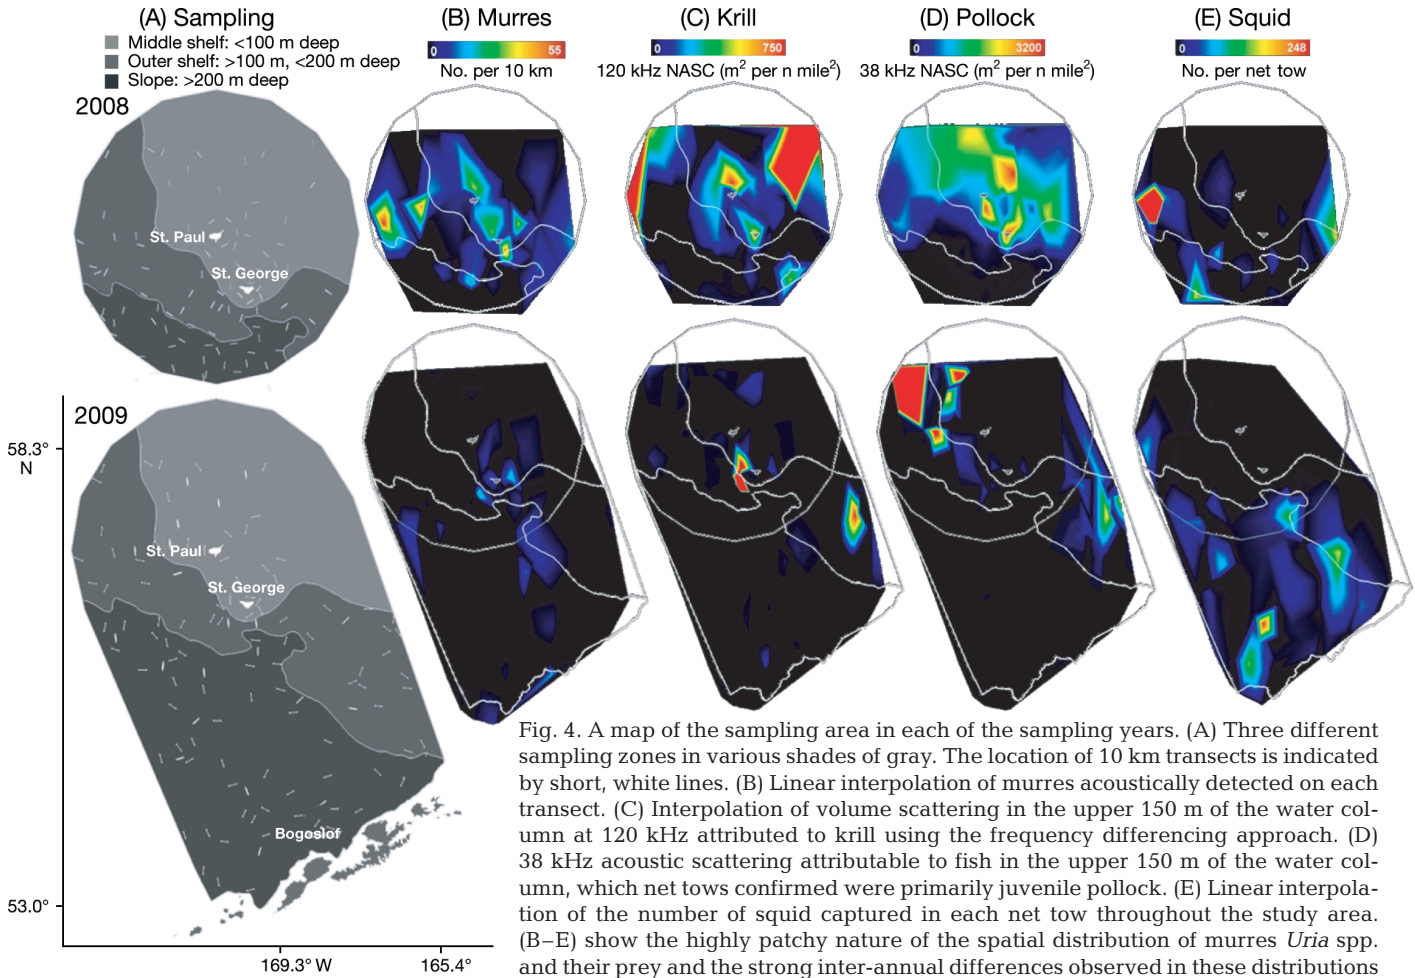 (A) Sampling
Middle shelf: <100 m deep
Outer shelf: >100 m, <200 m deep
Slope: >200 m deep
(B) Murres
0 55
No. per 10 km
(C) Krill
0 750
120 kHz NASC (m² per n mile²)
(D) Pollock
0 3200
38 kHz NASC (m² per n mile²)
(E) Squid
0 248
No. per net tow
2008
St. Paul
St. George
2009
58.3°
N
St. Paul
St. George
Bogoslof
53.0°
169.3° W 165.4°
Fig. 4. A map of the sampling area in each of the sampling years. (A) Three different
sampling zones in various shades of gray. The location of 10 km transects is indicated
by short, white lines. (B) Linear interpolation of murres acoustically detected on each
transect. (C) Interpolation of volume scattering in the upper 150 m of the water col-
umn at 120 kHz attributed to krill using the frequency differencing approach. (D)
38 kHz acoustic scattering attributable to fish in the upper 150 m of the water col-
umn, which net tows confirmed were primarily juvenile pollock. (E) Linear interpola-
tion of the number of squid captured in each net tow throughout the study area.
(B–E) show the highly patchy nature of the spatial distribution of murres Uria spp.
and their prey and the strong inter-annual differences observed in these distributions